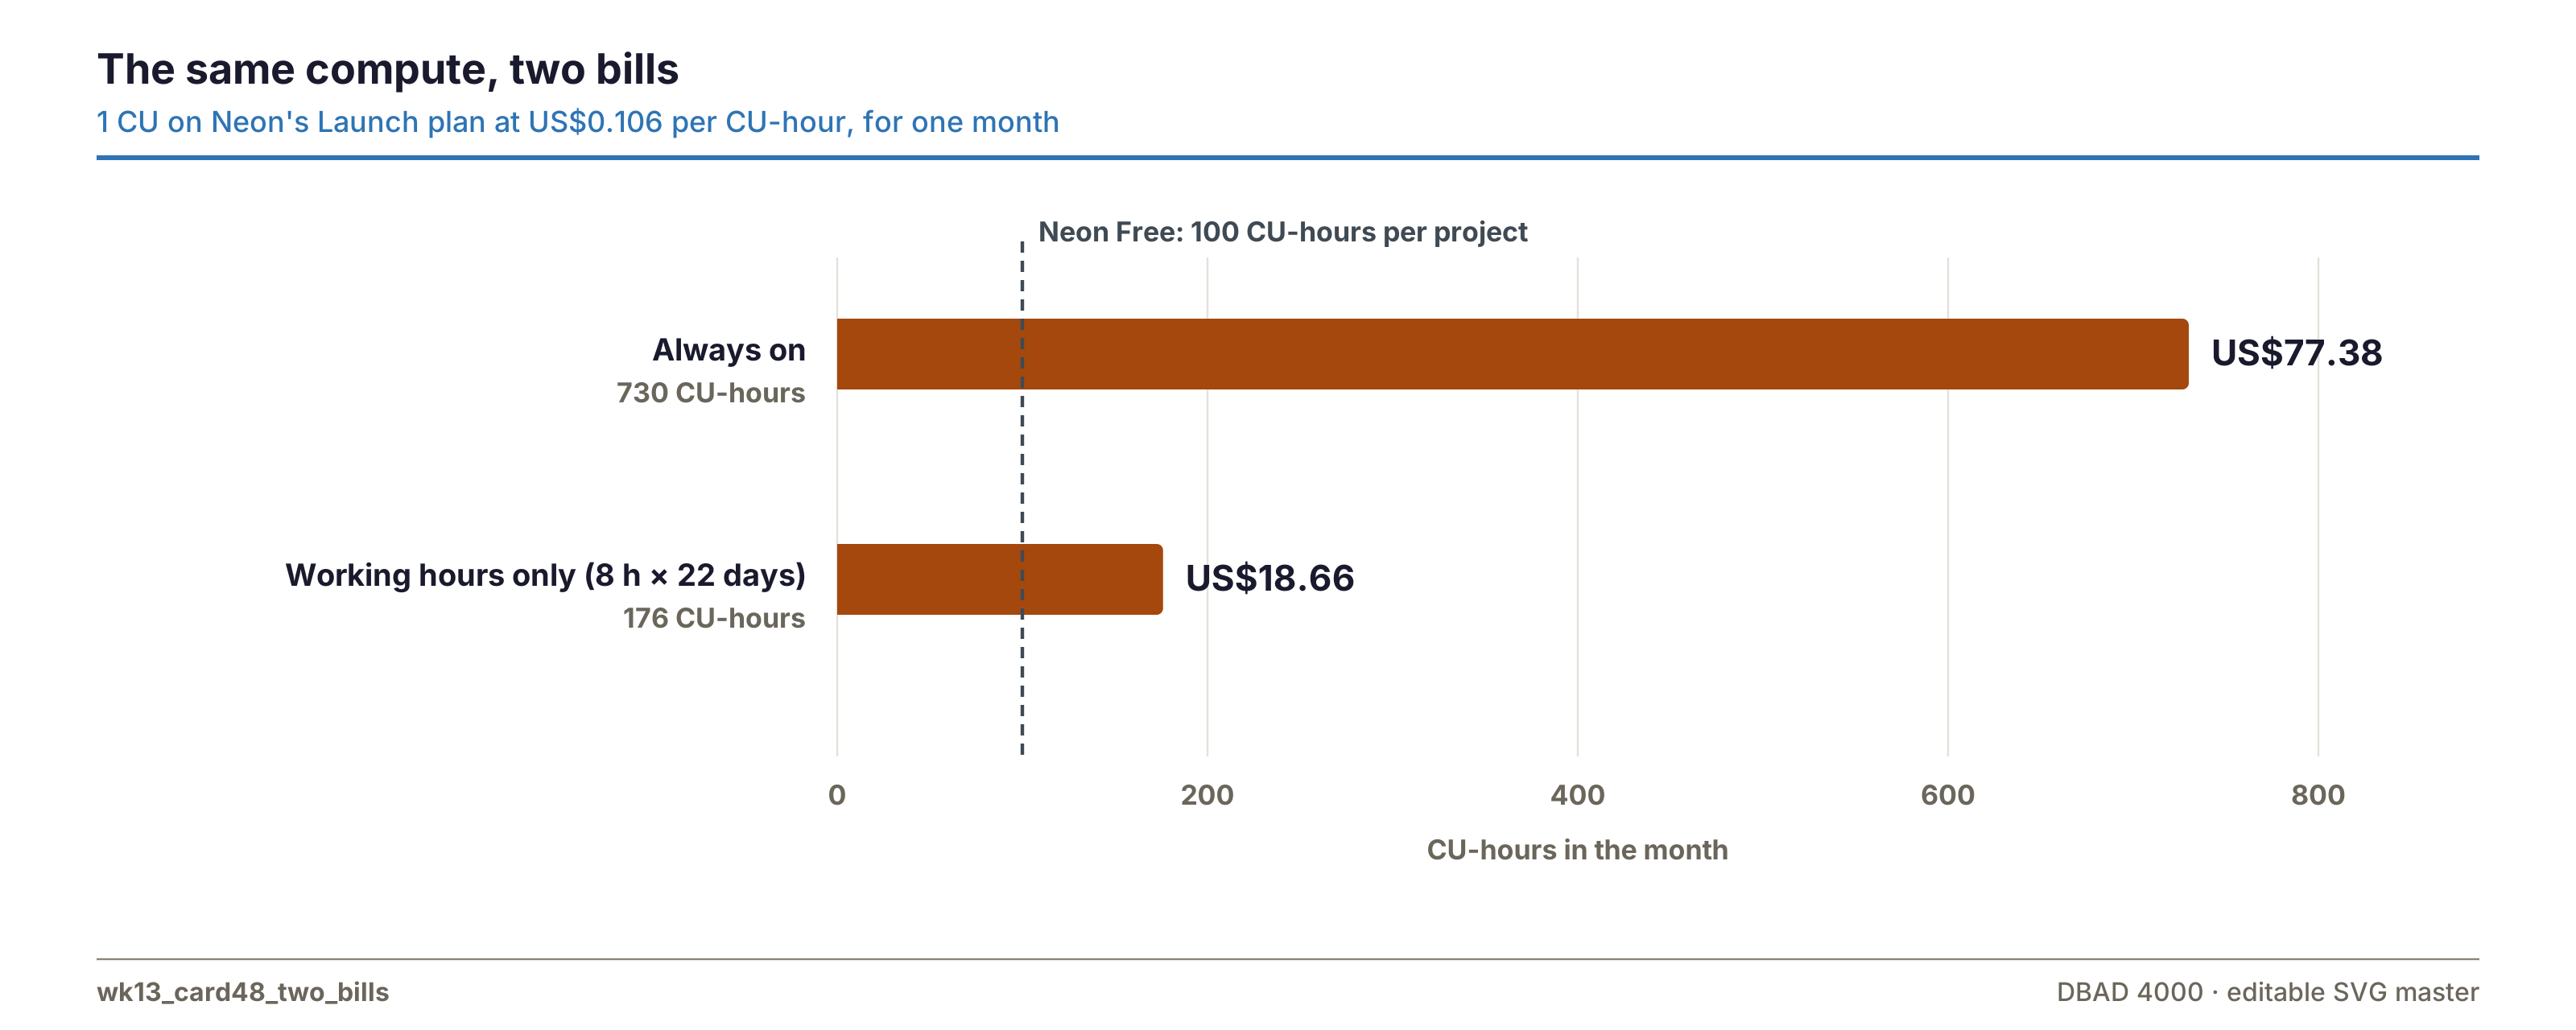 The same compute, two bills
1 CU on Neon's Launch plan at US$0.106 per CU-hour, for one month
Neon Free: 100 CU-hours per project
Always on
730 CU-hours
US$77.38
Working hours only (8 h × 22 days)
176 CU-hours
US$18.66
0 200 400 600 800
CU-hours in the month
wk13_card48_two_bills
DBAD 4000 · editable SVG master